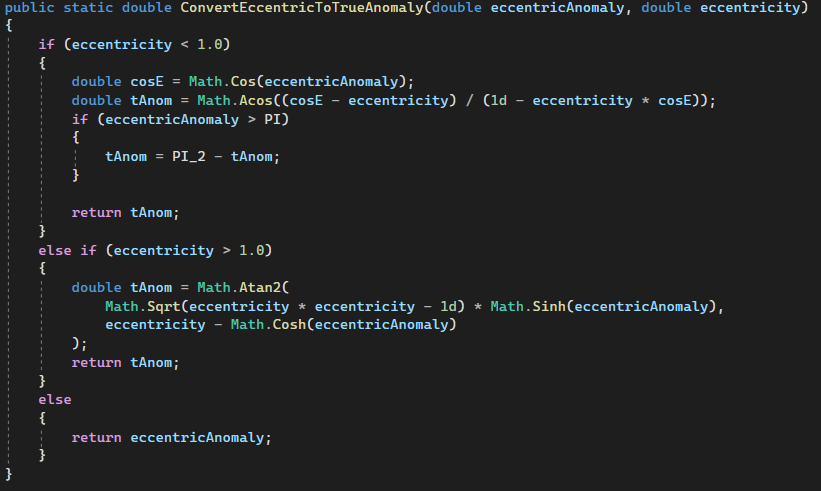 public static double ConvertEccentricToTrueAnomaly(double eccentricAnomaly, double eccentricity)
{
    if (eccentricity < 1.0)
    {
        double cosE = Math.Cos(eccentricAnomaly);
        double tAnom = Math.Acos((cosE - eccentricity) / (1d - eccentricity * cosE));
        if (eccentricAnomaly > PI)
        {
            tAnom = PI_2 - tAnom;
        }

        return tAnom;
    }
    else if (eccentricity > 1.0)
    {
        double tAnom = Math.Atan2(
            Math.Sqrt(eccentricity * eccentricity - 1d) * Math.Sinh(eccentricAnomaly),
            eccentricity - Math.Cosh(eccentricAnomaly)
        );
        return tAnom;
    }
    else
    {
        return eccentricAnomaly;
    }
}